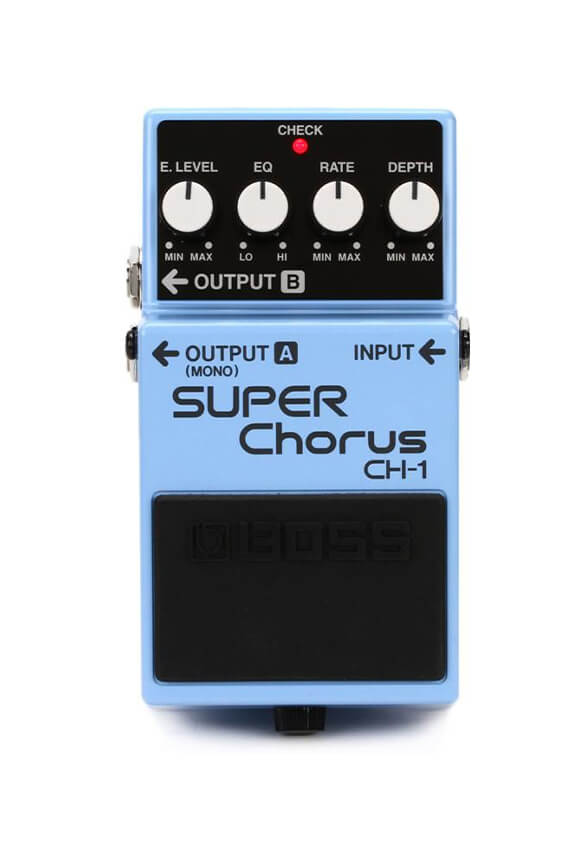 CHECK
E. LEVEL EQ RATE DEPTH
MIN MAX LO HI MIN MAX MIN MAX
OUTPUT B
OUTPUT A INPUT
(MONO)
SUPER
Chorus
CH-1
BOSS